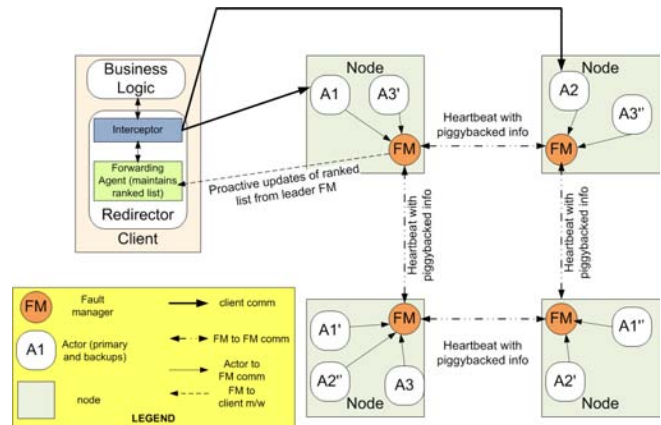 Business
Logic
Interceptor
Forwarding
Agent (maintains
ranked list)
Redirector
Client
Node
A1
A3'
FM
Heartbeat with
piggybacked info
Node
A2
A3''
FM
Proactive updates of ranked
list from leader FM
Heartbeat with
piggybacked info
Heartbeat with
piggybacked info
FM
A1'
A2''
A3
Node
Heartbeat with
piggybacked info
FM
A1''
A2'
Node
FM
Fault
manager
A1
Actor (primary
and backups)
node
client comm
FM to FM comm
Actor to
FM comm
FM to
client m/w
LEGEND